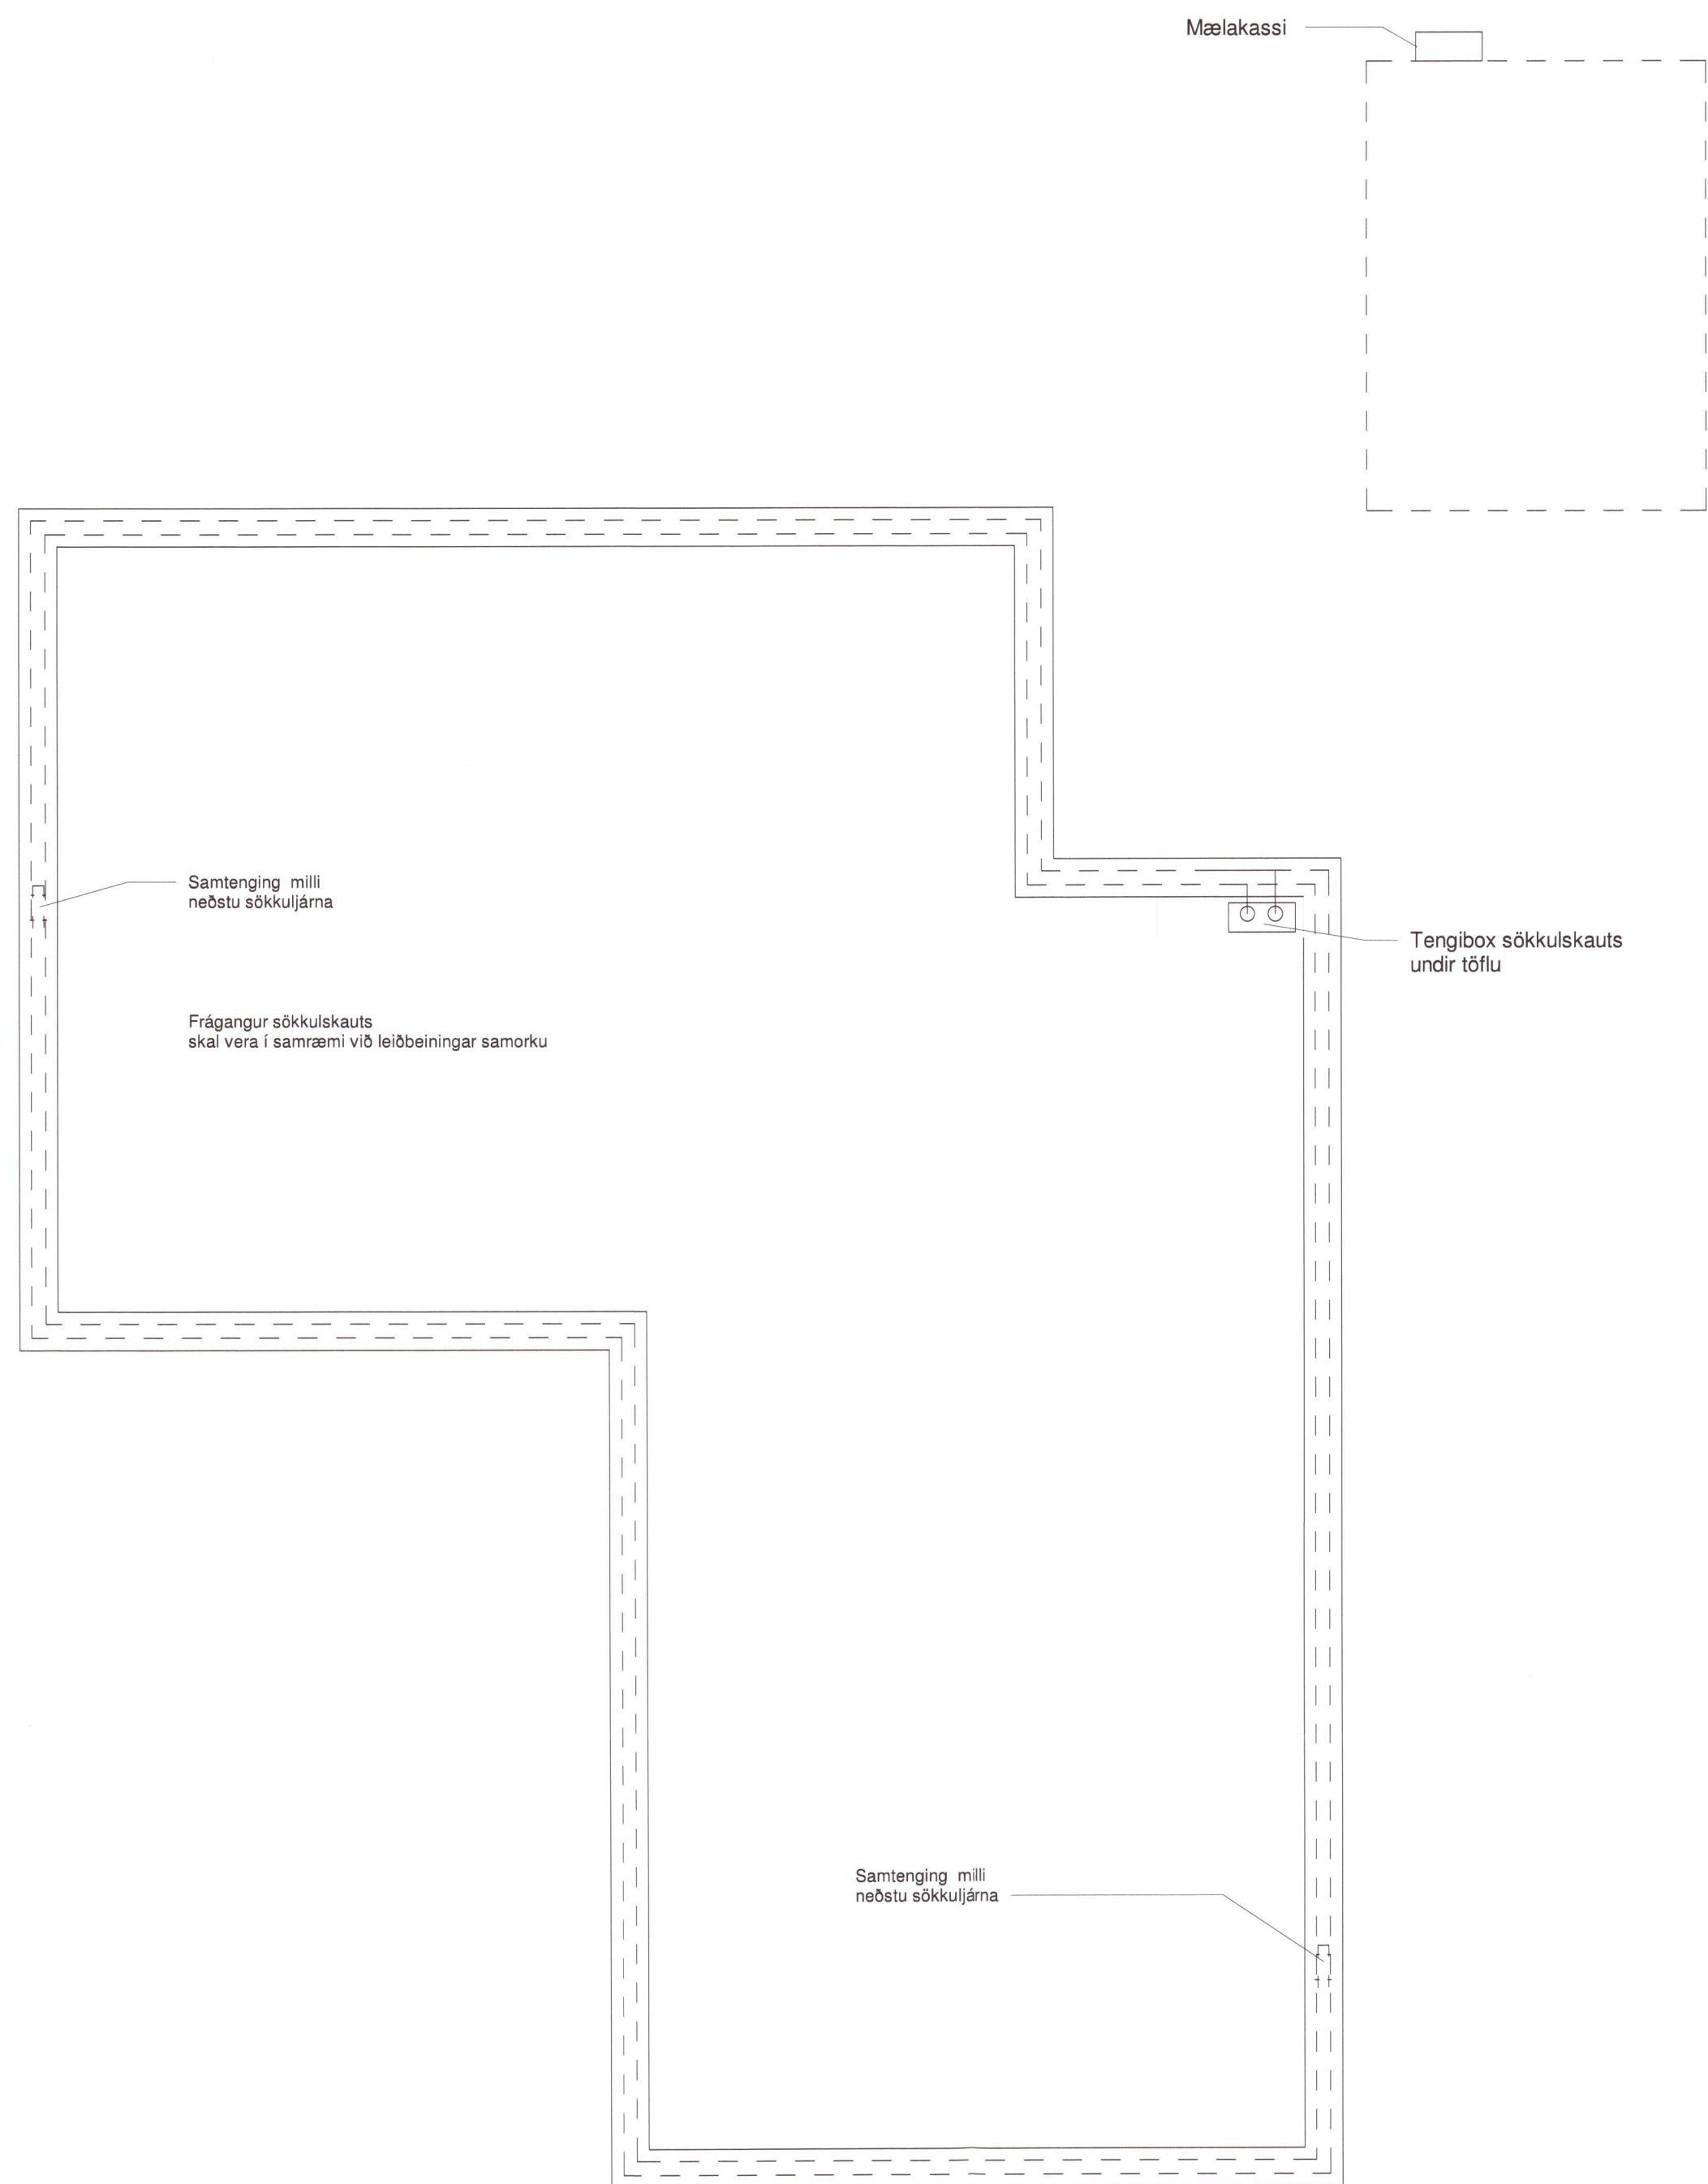 Mælakassi
Samtenging milli
neðstu sökkuljárna
Tengibox sökkulskauts
undir töflu
Frágangur sökkulskauts
skal vera í samræmi við leiðbeiningar samorku
Samtenging milli
neðstu sökkuljárna